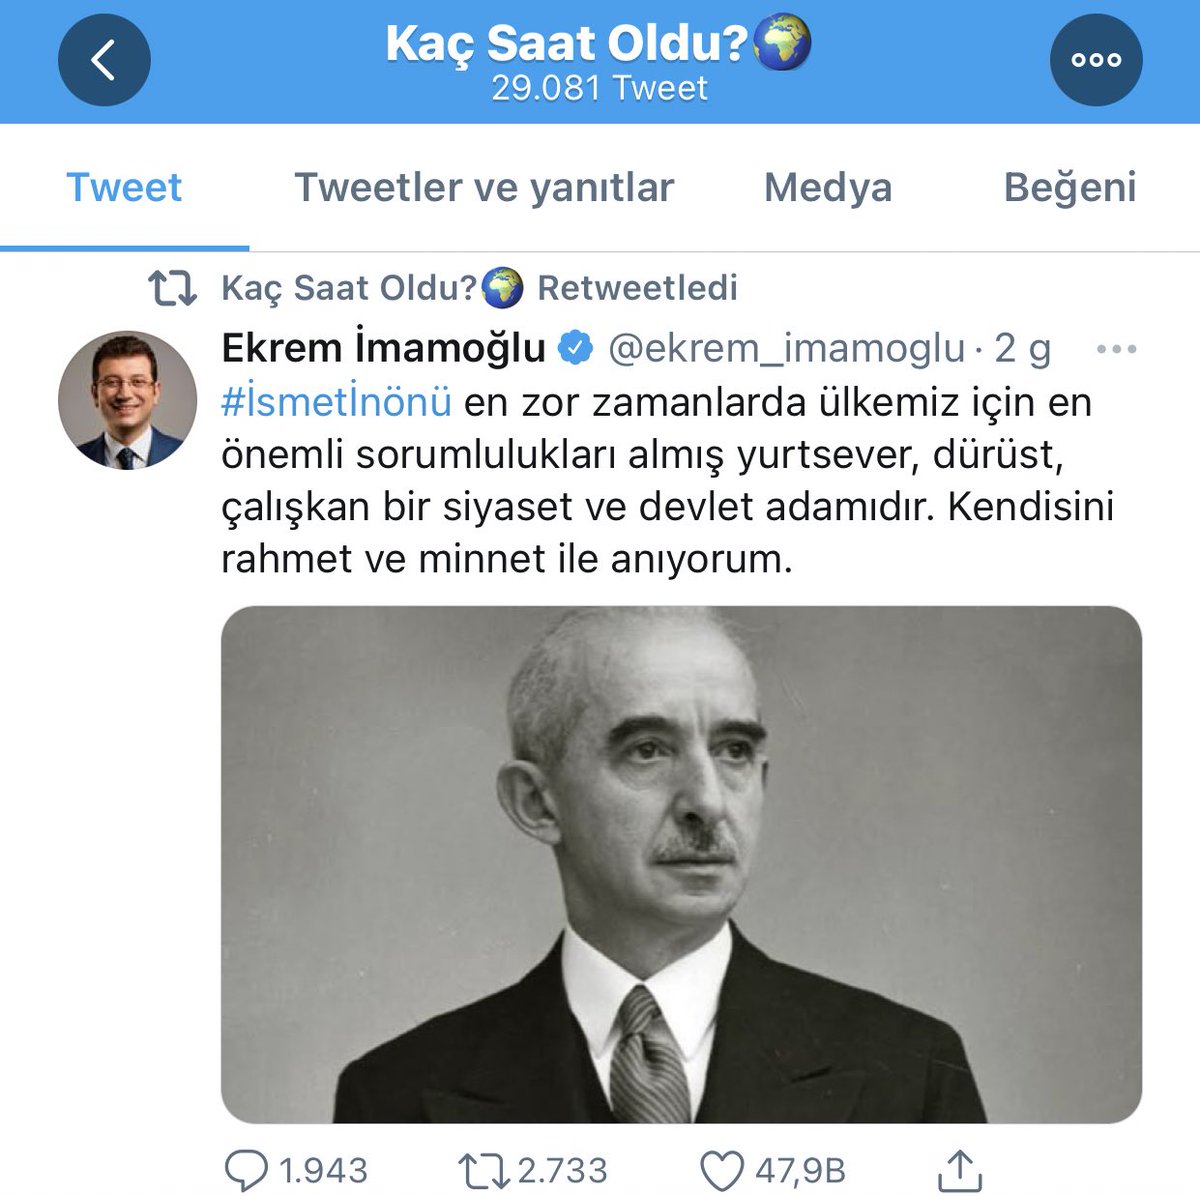 Kaç Saat Oldu?🌍
29.081 Tweet
Tweet Tweetler ve yanıtlar Medya Beğeni
Kaç Saat Oldu?🌍 Retweetledi
Ekrem İmamoğlu @ekrem_imamoglu · 2 g
#İsmetİnönü en zor zamanlarda ülkemiz için en
önemli sorumlulukları almış yurtsever, dürüst,
çalışkan bir siyaset ve devlet adamıdır. Kendisini
rahmet ve minnet ile anıyorum.
1.943 2.733 47,9B